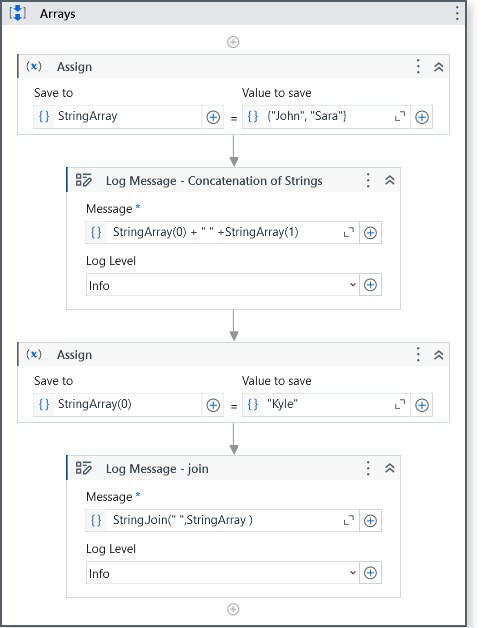 Arrays
(x) Assign
Save to Value to save
{} StringArray = {} {"John", "Sara"}
Log Message - Concatenation of Strings
Message *
{} StringArray(0) + " " +StringArray(1)
Log Level
Info
(x) Assign
Save to Value to save
{} StringArray(0) = {} "Kyle"
Log Message - join
Message *
{} String.Join(" ",StringArray )
Log Level
Info